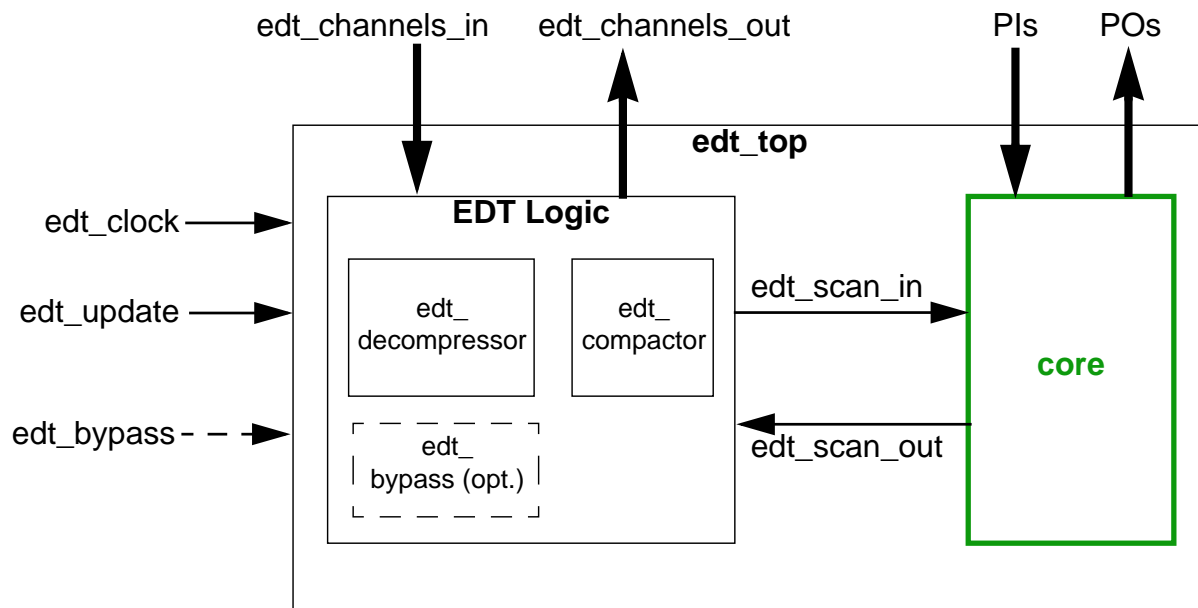 edt_channels_in
edt_channels_out
PIs
POs
edt_top
edt_clock
EDT Logic
edt_update
edt_
decompressor
edt_
compactor
edt_scan_in
core
edt_bypass
edt_
bypass (opt.)
edt_scan_out